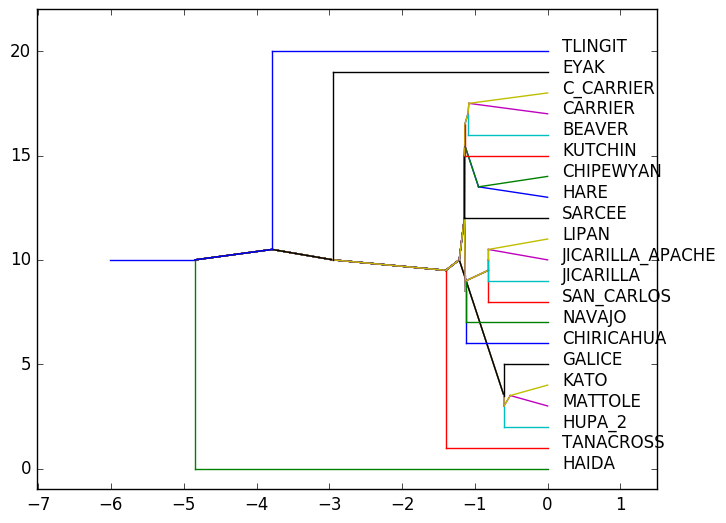 20
15
10
5
0
TLINGIT
EYAK
C_CARRIER
CARRIER
BEAVER
KUTCHIN
CHIPEWYAN
HARE
SARCEE
LIPAN
JICARILLA_APACHE
JICARILLA
SAN_CARLOS
NAVAJO
CHIRICAHUA
GALICE
KATO
MATTOLE
HUPA_2
TANACROSS
HAIDA
−7 −6 −5 −4 −3 −2 −1 0 1